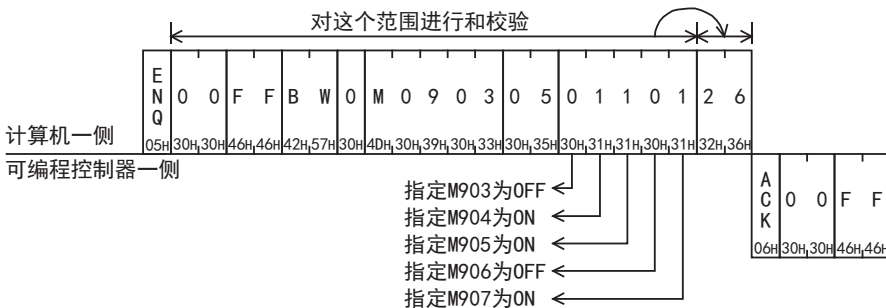 对这个范围进行和校验
ENQ 0 0 F F B W 0 M 0 9 0 3 0 5 0 1 1 0 1 2 6
计算机一侧
05H 30H,30H 46H,46H 42H,57H 30H 4DH,30H,39H,30H,33H 30H,35H 30H,31H,31H,30H,31H 32H,36H
可编程控制器一侧
指定M903为OFF
指定M904为ON
指定M905为ON
指定M906为OFF
指定M907为ON
ACK 0 0 F F
06H 30H,30H 46H,46H